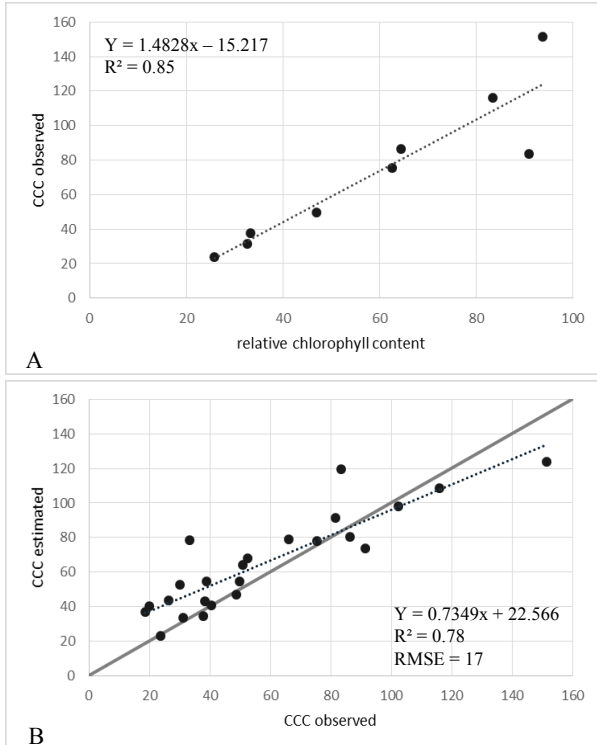 160
140
120
100
80
60
40
20
0
CCC observed
Y = 1.4828x – 15.217
R² = 0.85
0 20 40 60 80 100
relative chlorophyll content
A
160
140
120
100
80
60
40
20
0
CCC estimated
Y = 0.7349x + 22.566
R² = 0.78
RMSE = 17
0 20 40 60 80 100 120 140 160
CCC observed
B